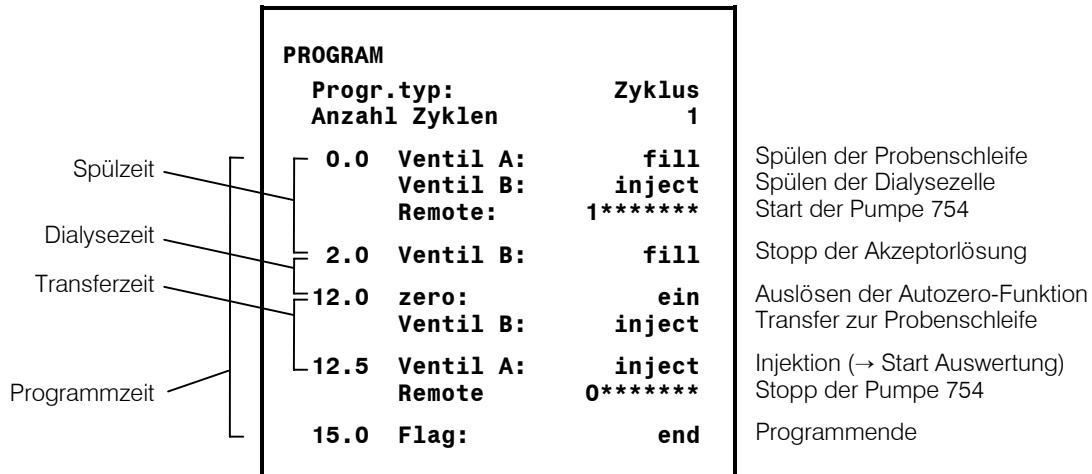 PROGRAM
Progr.typ: Zyklus
Anzahl Zyklen 1
Spülzeit
Dialysezeit
Transferzeit
Programmzeit
0.0 Ventil A: fill Spülen der Probenschleife
Ventil B: inject Spülen der Dialysezelle
Remote: 1******* Start der Pumpe 754
2.0 Ventil B: fill Stopp der Akzeptorlösung
12.0 zero: ein Auslösen der Autozero-Funktion
Ventil B: inject Transfer zur Probenschleife
12.5 Ventil A: inject Injektion (→ Start Auswertung)
Remote 0******* Stopp der Pumpe 754
15.0 Flag: end Programmende